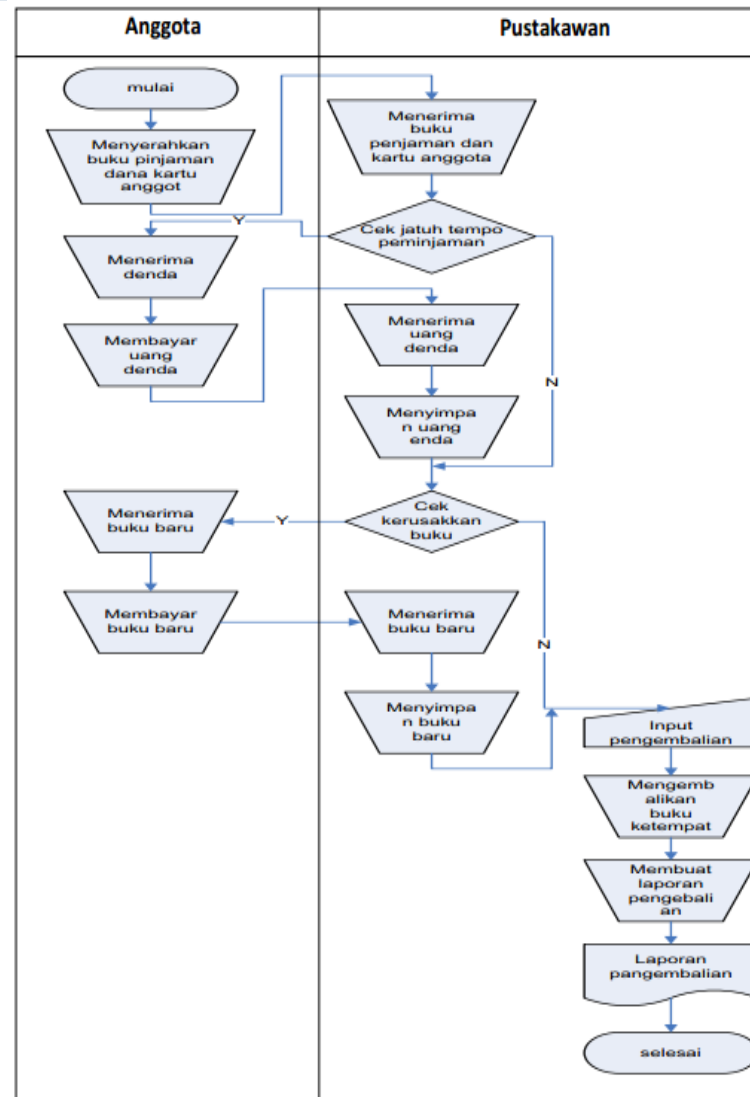 Anggota
Pustakawan
mulai
Menyerahkan
buku pinjaman
dana kartu
anggot
Menerima
buku
penjaman dan
kartu anggota
Y
Cek jatuh tempo
peminjaman
Menerima
denda
Membayar
uang
denda
Menerima
uang
denda
N
Menyimpa
n uang
enda
Menerima
buku baru
Y
Cek
kerusakkan
buku
Membayar
buku baru
Menerima
buku baru
N
Menyimpa
n buku
baru
Input
pengembalian
Mengemb
alikan
buku
ketempat
Membuat
laporan
pengebali
an
Laporan
pangembalian
selesai